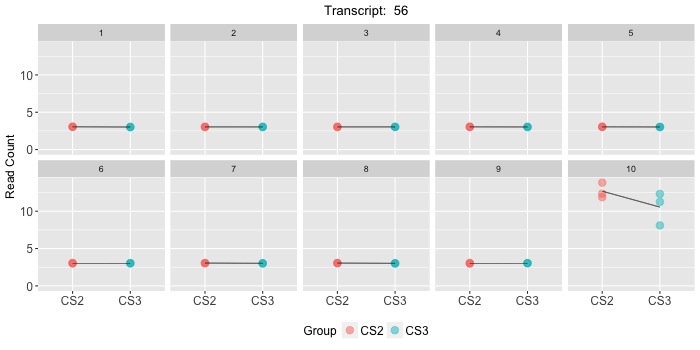 Transcript: 56
1 2 3 4 5
10
5
0
Read Count
6 7 8 9 10
10
5
0
CS2 CS3 CS2 CS3 CS2 CS3 CS2 CS3 CS2 CS3
Group CS2 CS3